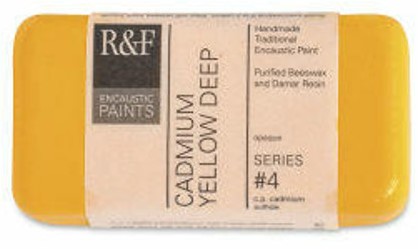 R&F
ENCAUSTIC
PAINTS
CADMIUM
YELLOW DEEP
Handmade
Traditional
Encaustic Paint
Purified Beeswax
and Damar Resin
opaque
SERIES
#4
c.p. cadmium
sulfide